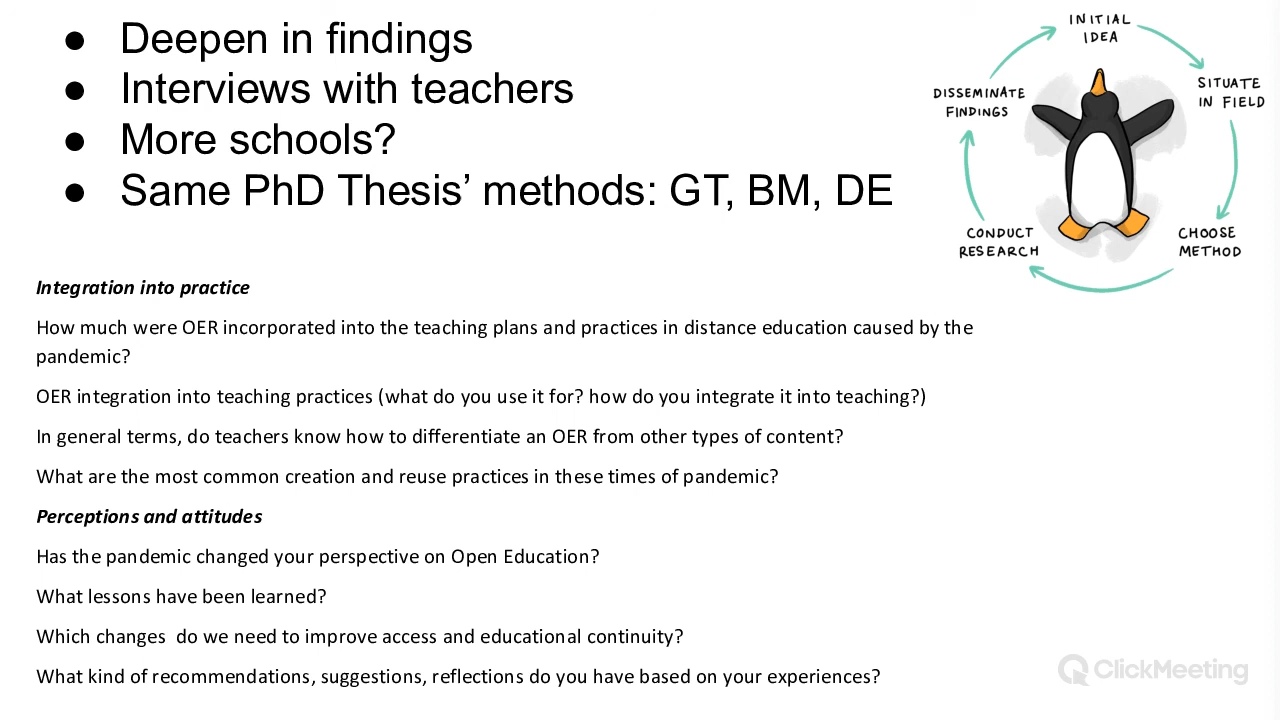 ● Deepen in findings
● Interviews with teachers
● More schools?
● Same PhD Thesis’ methods: GT, BM, DE
INITIAL
IDEA
SITUATE
IN FIELD
CHOOSE
METHOD
CONDUCT
RESEARCH
DISSEMINATE
FINDINGS
Integration into practice
How much were OER incorporated into the teaching plans and practices in distance education caused by the
pandemic?
OER integration into teaching practices (what do you use it for? how do you integrate it into teaching?)
In general terms, do teachers know how to differentiate an OER from other types of content?
What are the most common creation and reuse practices in these times of pandemic?
Perceptions and attitudes
Has the pandemic changed your perspective on Open Education?
What lessons have been learned?
Which changes  do we need to improve access and educational continuity?
What kind of recommendations, suggestions, reflections do you have based on your experiences?
ClickMeeting